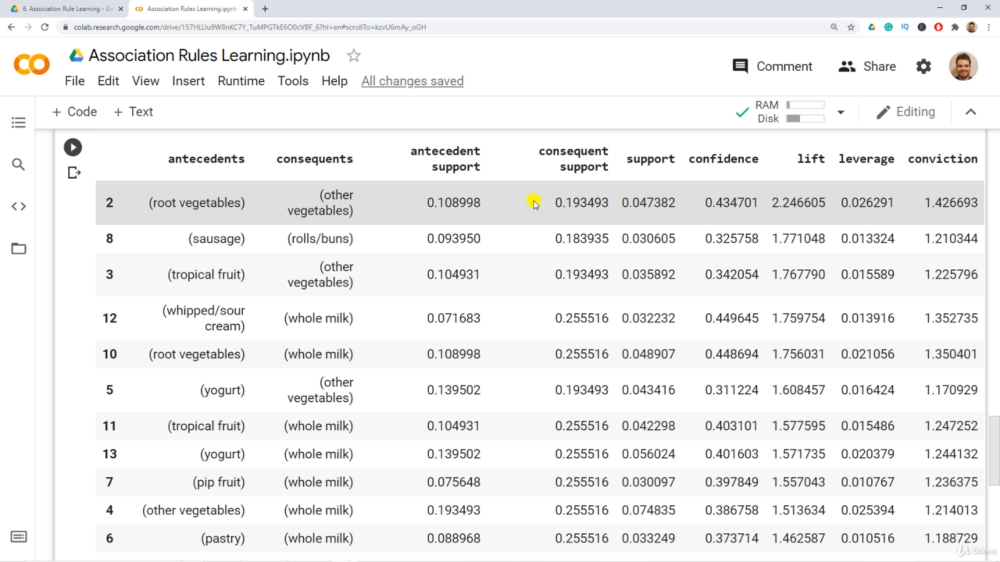 6. Association Rule Learning - Go
Association Rules Learning.ipynb
colab.research.google.com/drive/157HLUu9W8nKC7Y_TuMPGTkE6O0cVBF_6?hl=en#scrollTo=kzvU6mAy_oGH
Association Rules Learning.ipynb
Comment
Share
File Edit View Insert Runtime Tools Help All changes saved
+ Code + Text
RAM
Disk
Editing
antecedents consequents antecedent support consequent support support confidence lift leverage conviction
2 (root vegetables) (other vegetables) 0.108998 0.193493 0.047382 0.434701 2.246605 0.026291 1.426693
8 (sausage) (rolls/buns) 0.093950 0.183935 0.030605 0.325758 1.771048 0.013324 1.210344
3 (tropical fruit) (other vegetables) 0.104931 0.193493 0.035892 0.342054 1.767790 0.015589 1.225796
12 (whipped/sour cream) (whole milk) 0.071683 0.255516 0.032232 0.449645 1.759754 0.013916 1.352735
10 (root vegetables) (whole milk) 0.108998 0.255516 0.048907 0.448694 1.756031 0.021056 1.350401
5 (yogurt) (other vegetables) 0.139502 0.193493 0.043416 0.311224 1.608457 0.016424 1.170929
11 (tropical fruit) (whole milk) 0.104931 0.255516 0.042298 0.403101 1.577595 0.015486 1.247252
13 (yogurt) (whole milk) 0.139502 0.255516 0.056024 0.401603 1.571735 0.020379 1.244132
7 (pip fruit) (whole milk) 0.075648 0.255516 0.030097 0.397849 1.557043 0.010767 1.236375
4 (other vegetables) (whole milk) 0.193493 0.255516 0.074835 0.386758 1.513634 0.025394 1.214013
6 (pastry) (whole milk) 0.088968 0.255516 0.033249 0.373714 1.462587 0.010516 1.188729
Udemy